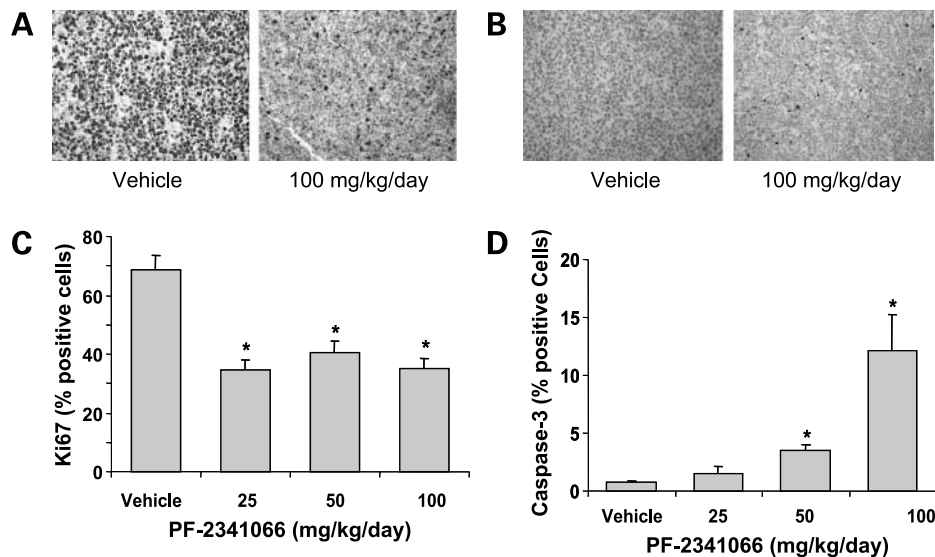 A
B
Vehicle
100 mg/kg/day
Vehicle
100 mg/kg/day
C
80
60
40
20
0
Ki67 (% positive cells)
*
*
*
Vehicle
25
50
100
PF-2341066 (mg/kg/day)
D
20
15
10
5
0
Caspase-3 (% positive Cells)
*
*
Vehicle
25
50
100
PF-2341066 (mg/kg/day)